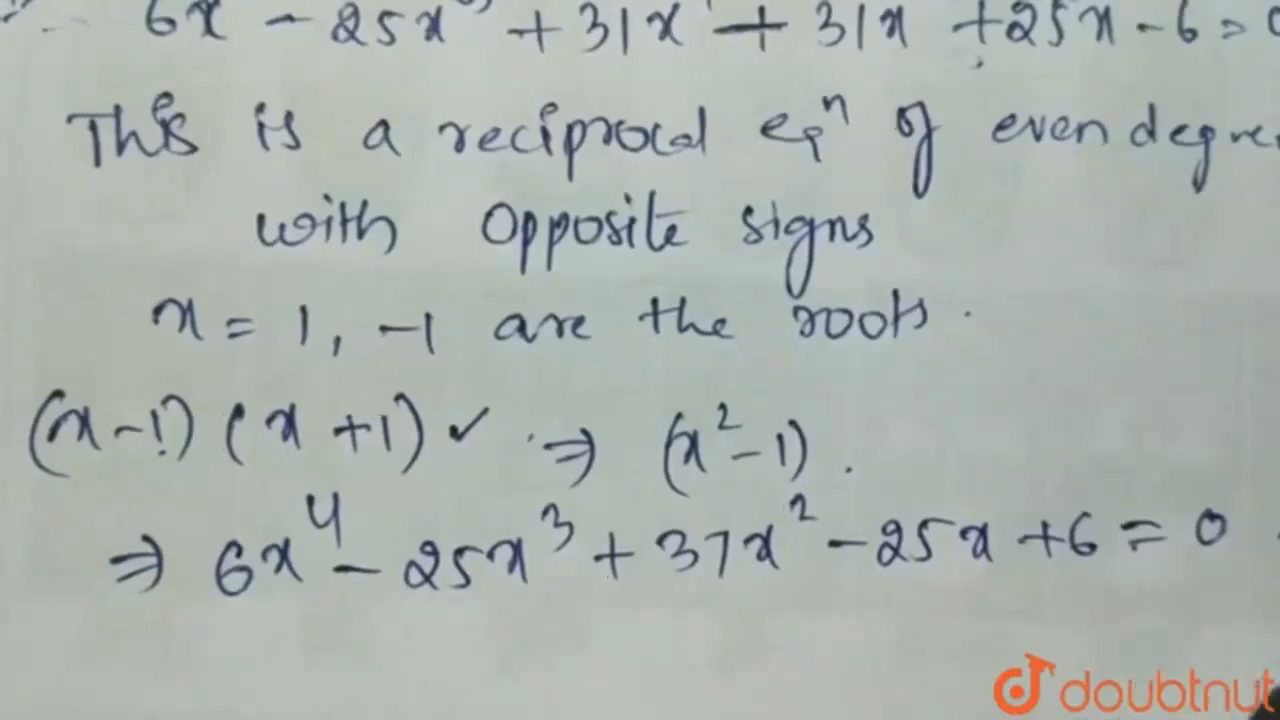 6x - 25x + 31x + 31x + 25x - 6 = 0
This is a reciprocal eqⁿ of even degre
with opposite signs
x = 1, -1 are the roots.
(x-1) (x+1) ✓ ⇒ (x²-1).
⇒ 6x⁴ - 25x³ + 37x² - 25x + 6 = 0
doubtnut